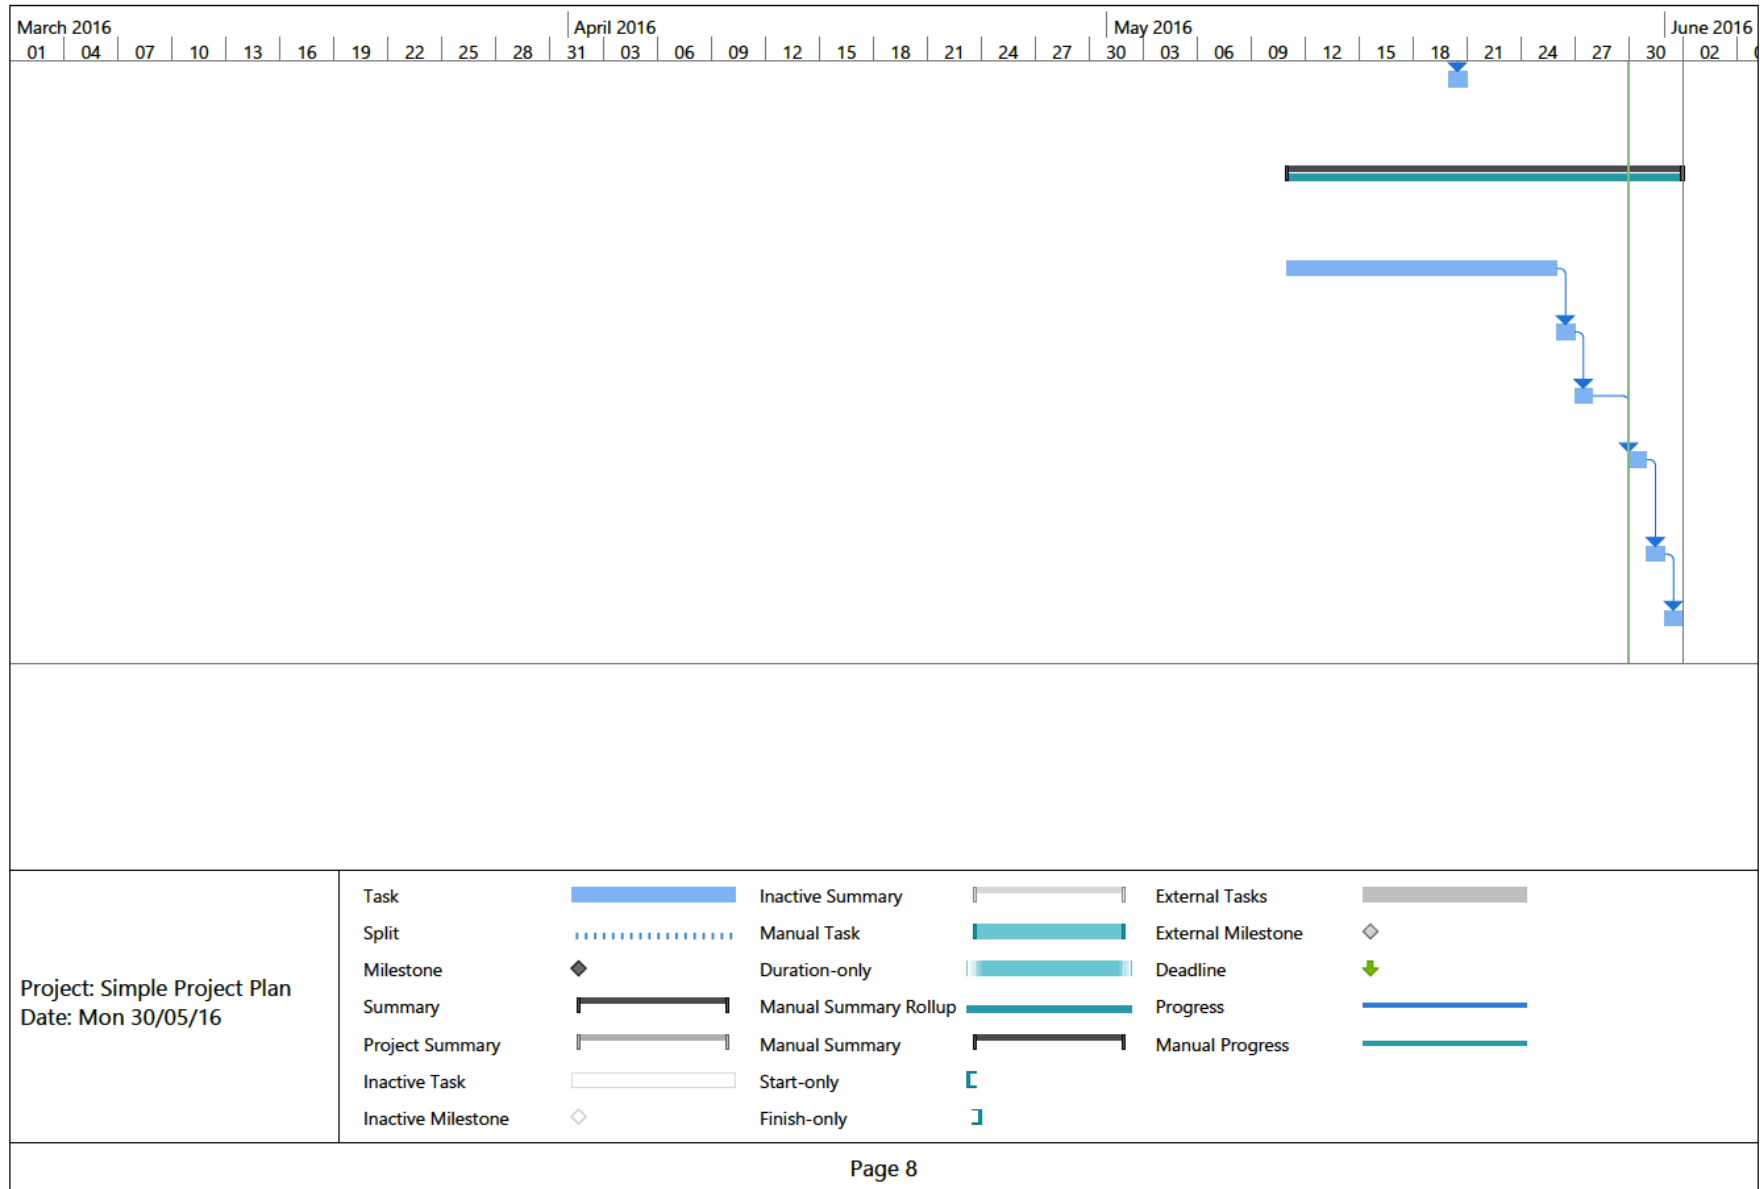 March 2016 April 2016 May 2016 June 2016
01 04 07 10 13 16 19 22 25 28 31 03 06 09 12 15 18 21 24 27 30 03 06 09 12 15 18 21 24 27 30 02
Project: Simple Project Plan
Date: Mon 30/05/16
Task
Split
Milestone
Summary
Project Summary
Inactive Task
Inactive Milestone
Inactive Summary
Manual Task
Duration-only
Manual Summary Rollup
Manual Summary
Start-only
Finish-only
External Tasks
External Milestone
Deadline
Progress
Manual Progress
Page 8